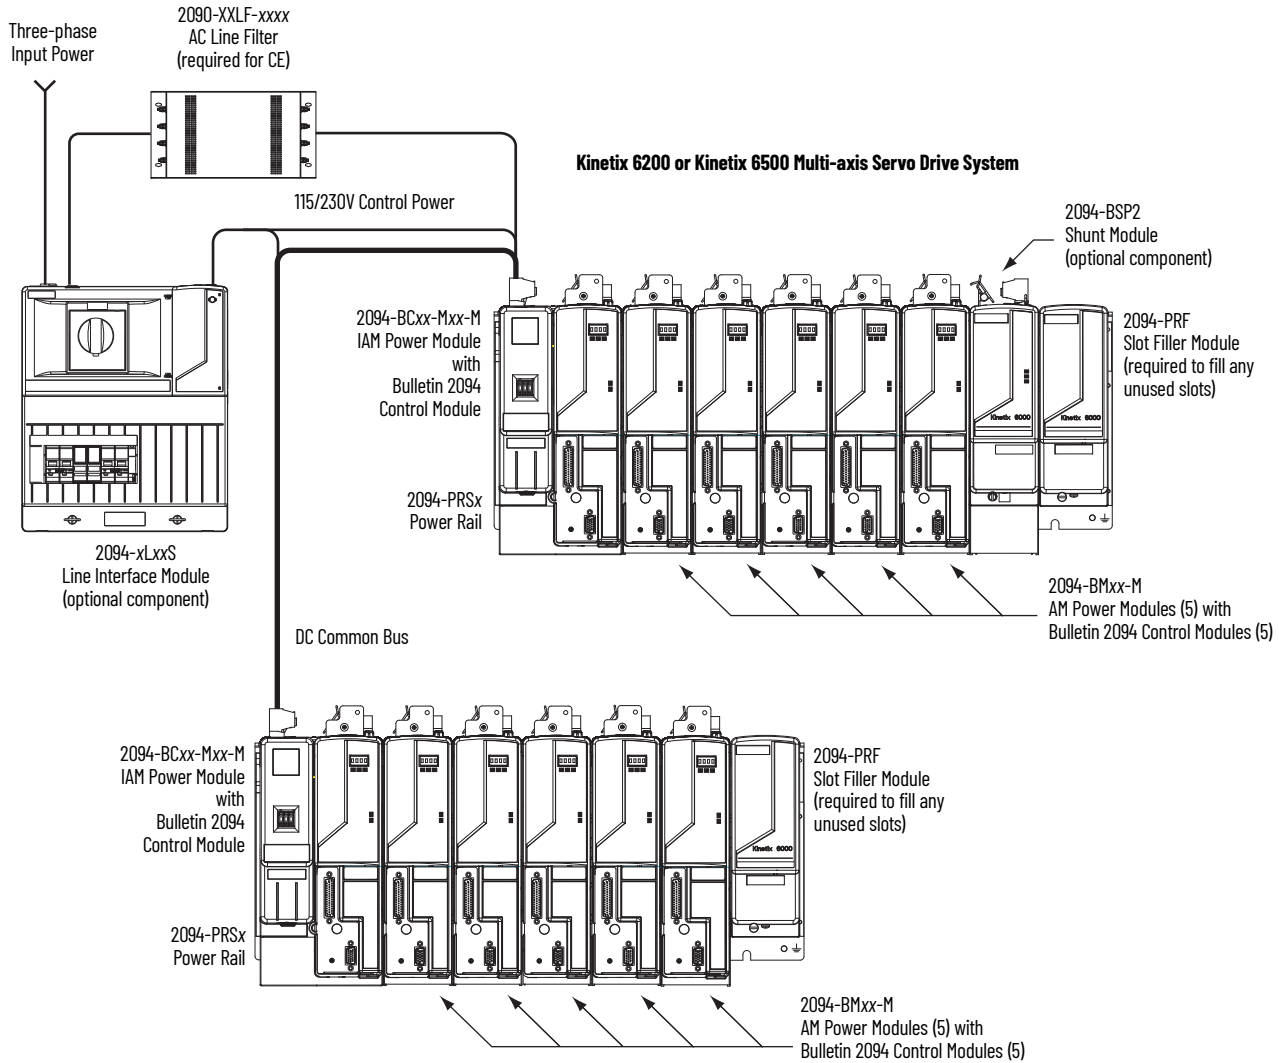 Three-phase
Input Power
2090-XXLF-xxxx
AC Line Filter
(required for CE)
Kinetix 6200 or Kinetix 6500 Multi-axis Servo Drive System
115/230V Control Power
2094-BSP2
Shunt Module
(optional component)
2094-BCxx-Mxx-M
IAM Power Module
with
Bulletin 2094
Control Module
2094-PRF
Slot Filler Module
(required to fill any
unused slots)
Kinetix 6000
Kinetix 6000
2094-PRSx
Power Rail
2094-xLxxS
Line Interface Module
(optional component)
2094-BMxx-M
AM Power Modules (5) with
Bulletin 2094 Control Modules (5)
DC Common Bus
2094-BCxx-Mxx-M
IAM Power Module
with
Bulletin 2094
Control Module
2094-PRF
Slot Filler Module
(required to fill any
unused slots)
Kinetix 6000
2094-PRSx
Power Rail
2094-BMxx-M
AM Power Modules (5) with
Bulletin 2094 Control Modules (5)